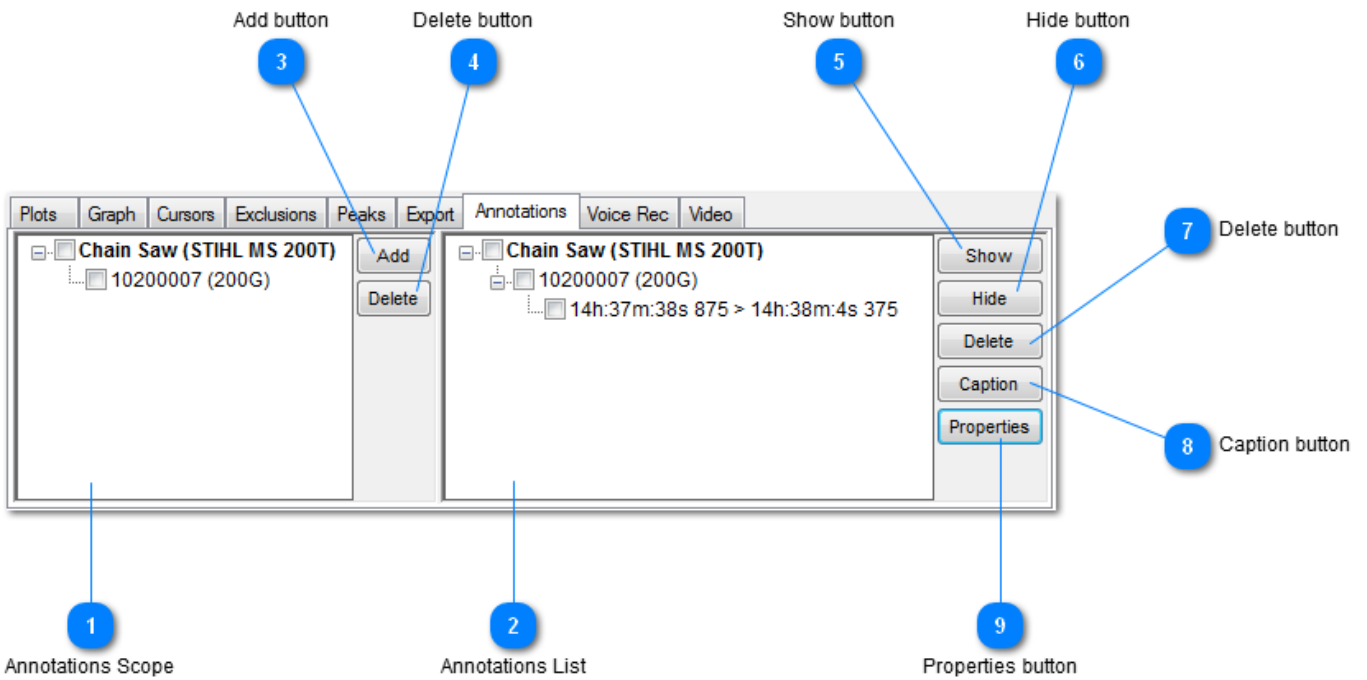 Add button
Delete button
Show button
Hide button
3
4
5
6
Plots Graph Cursors Exclusions Peaks Export Annotations Voice Rec Video
Chain Saw (STIHL MS 200T)
10200007 (200G)
Add
Delete
Chain Saw (STIHL MS 200T)
10200007 (200G)
14h:37m:38s 875 > 14h:38m:4s 375
Show
Hide
Delete
Caption
Properties
7 Delete button
8 Caption button
1
2
9
Annotations Scope
Annotations List
Properties button